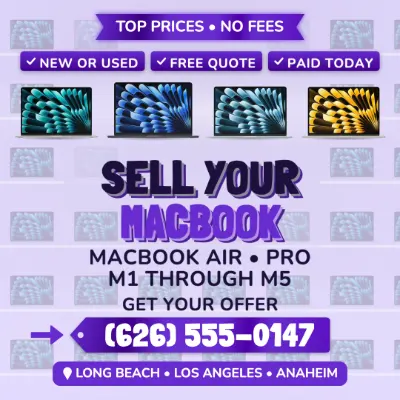 TOP PRICES • NO FEES
✓ NEW OR USED ✓ FREE QUOTE ✓ PAID TODAY
SELL YOUR
MACBOOK
MACBOOK AIR • PRO
M1 THROUGH M5
GET YOUR OFFER
(626) 555-0147
LONG BEACH • LOS ANGELES • ANAHEIM